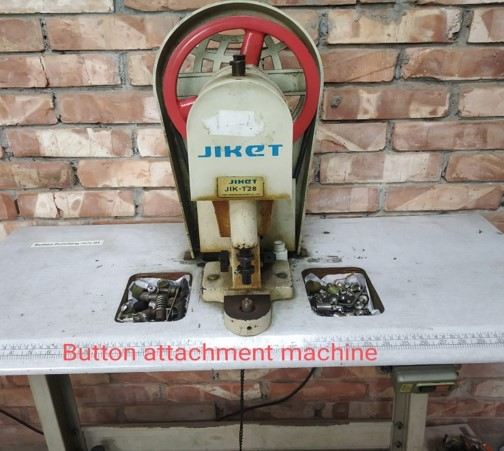 JIKET
JIKET
JIK-T28
Button attachment machine